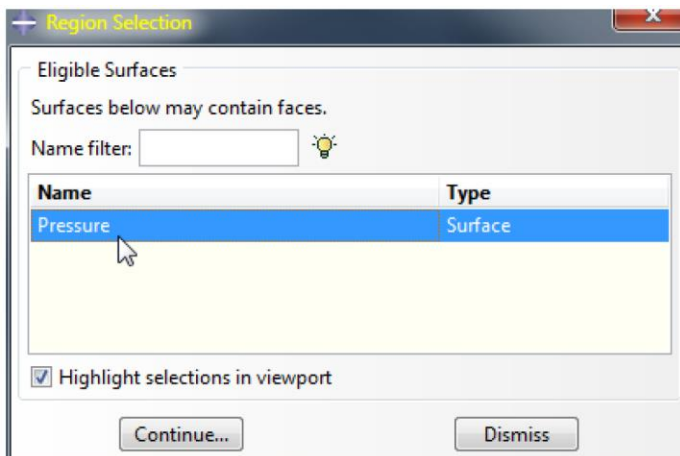 Region Selection
Eligible Surfaces
Surfaces below may contain faces.
Name filter:
Name Type
Pressure Surface
Highlight selections in viewport
Continue... Dismiss